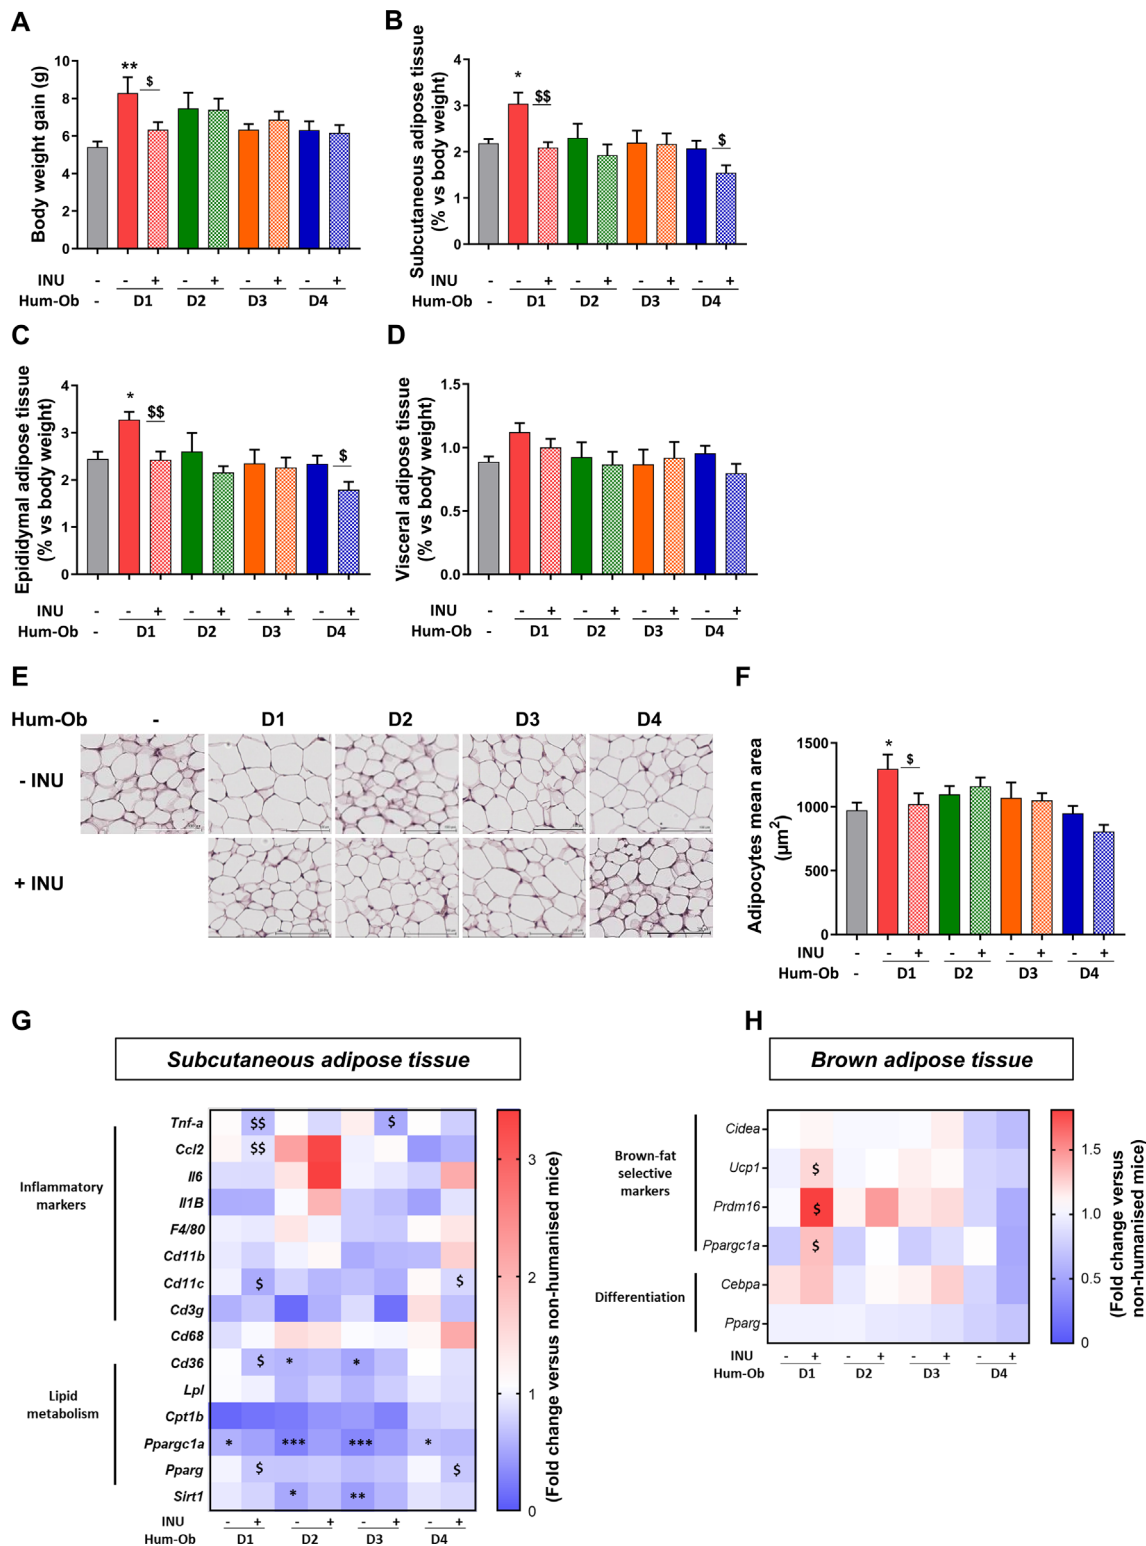 A
Body weight gain (g)
10
8
6
4
2
0
** $
INU - - + - + - + - +
Hum-Ob - D1 D2 D3 D4
B
Subcutaneous adipose tissue
(% vs body weight)
4
3
2
1
0
* $$ $
INU - - + - + - + - +
Hum-Ob - D1 D2 D3 D4
C
Epididymal adipose tissue
(% vs body weight)
4
3
2
1
0
* $$ $
INU - - + - + - + - +
Hum-Ob - D1 D2 D3 D4
D
Visceral adipose tissue
(% vs body weight)
1.5
1.0
0.5
0.0
INU - - + - + - + - +
Hum-Ob - D1 D2 D3 D4
E
Hum-Ob - D1 D2 D3 D4
- INU
+ INU
F
Adipocytes mean area
(µm²)
1500
1000
500
0
* $
INU - - + - + - + - +
Hum-Ob - D1 D2 D3 D4
G
Subcutaneous adipose tissue
Inflammatory
markers
Lipid
metabolism
Tnf-a $$ $
Ccl2 $$
Il6
Il1B
F4/80
Cd11b
Cd11c $ $
Cd3g
Cd68
Cd36 $ * *
Lpl
Cpt1b
Ppargc1a * *** *** *
Pparg $ $
Sirt1 * **
INU - + - + - + - +
Hum-Ob D1 D2 D3 D4
3
2
1
0
(Fold change versus non-humanised mice)
H
Brown adipose tissue
Brown-fat
selective
markers
Differentiation
Cidea
Ucp1 $
Prdm16 $
Ppargc1a $
Cebpa
Pparg
INU - + - + - + - +
Hum-Ob D1 D2 D3 D4
1.5
1.0
0.5
0
(Fold change versus
non-humanised mice)